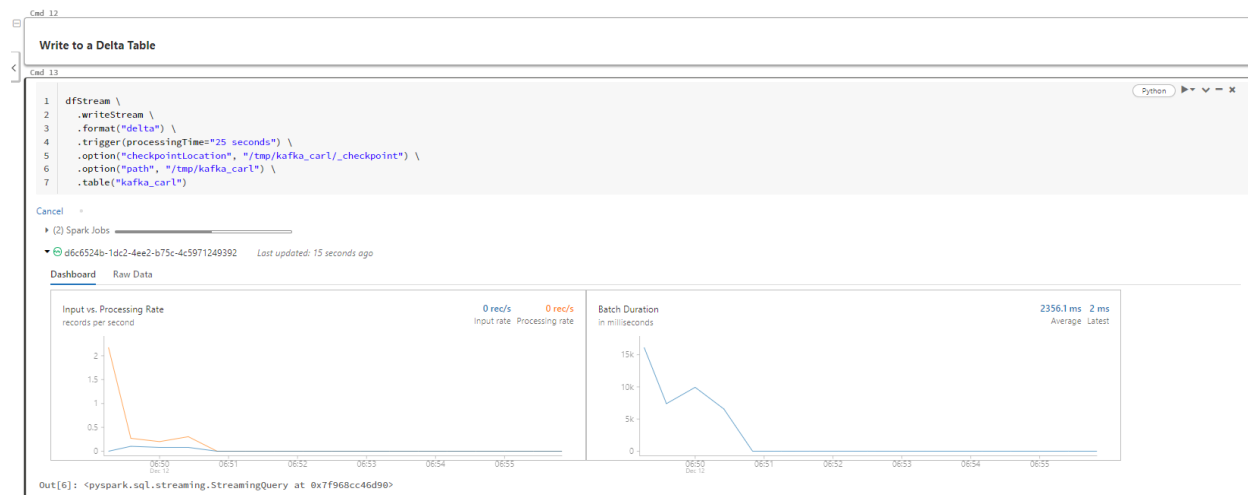 Cmd 12
Write to a Delta Table
Cmd 13
Python
1 dfStream \
2 .writeStream \
3 .format("delta") \
4 .trigger(processingTime="25 seconds") \
5 .option("checkpointLocation", "/tmp/kafka_carl/_checkpoint") \
6 .option("path", "/tmp/kafka_carl") \
7 .table("kafka_carl")
Cancel
(2) Spark Jobs
d6c6524b-1dc2-4ee2-b75c-4c5971249392 Last updated: 15 seconds ago
Dashboard Raw Data
Input vs. Processing Rate 0 rec/s 0 rec/s
records per second Input rate Processing rate
2
1.5
1
0.5
0
06:50 06:51 06:52 06:53 06:54 06:55
Dec 12
Batch Duration 2356.1 ms 2 ms
in milliseconds Average Latest
15k
10k
5k
0
06:50 06:51 06:52 06:53 06:54 06:55
Dec 12
Out[6]: <pyspark.sql.streaming.StreamingQuery at 0x7f968cc46d90>